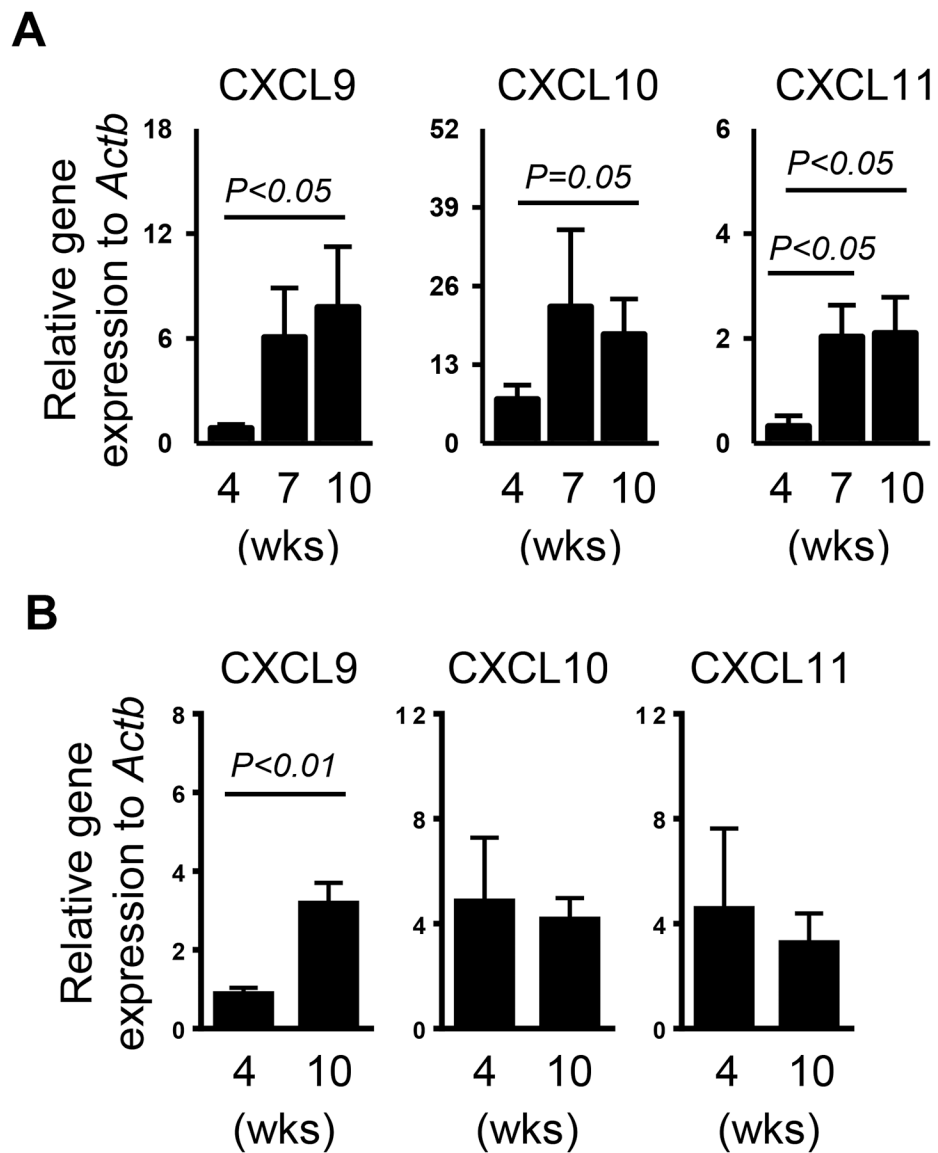 A
CXCL9 CXCL10 CXCL11
Relative gene
expression to Actb
18
12
6
0
P<0.05
4 7 10
(wks)
52
39
26
13
0
P=0.05
4 7 10
(wks)
6
4
2
0
P<0.05
P<0.05
4 7 10
(wks)
B
CXCL9 CXCL10 CXCL11
Relative gene
expression to Actb
8
6
4
2
0
P<0.01
4 10
(wks)
12
8
4
0
4 10
(wks)
12
8
4
0
4 10
(wks)